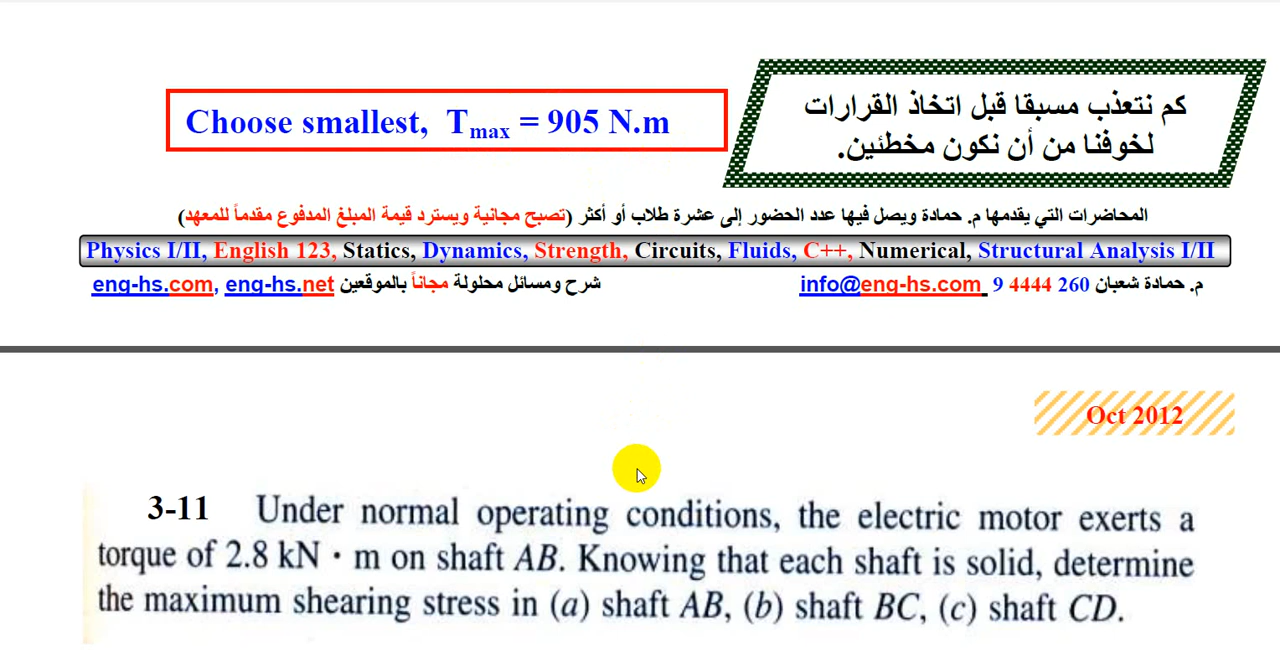 Choose smallest, Tmax = 905 N.m
كم نتعذب مسبقا قبل اتخاذ القرارات
لخوفنا من أن نكون مخطئين.
المحاضرات التي يقدمها م. حمادة ويصل فيها عدد الحضور إلى عشرة طلاب أو أكثر (تصبح مجانية ويسترد قيمة المبلغ المدفوع مقدماً للمعهد)
Physics I/II, English 123, Statics, Dynamics, Strength, Circuits, Fluids, C++, Numerical, Structural Analysis I/II
م. حمادة شعبان 260 4444 9 info@eng-hs.com شرح ومسائل محلولة مجاناً بالموقعين eng-hs.com, eng-hs.net
Oct 2012
3-11 Under normal operating conditions, the electric motor exerts a
torque of 2.8 kN · m on shaft AB. Knowing that each shaft is solid, determine
the maximum shearing stress in (a) shaft AB, (b) shaft BC, (c) shaft CD.